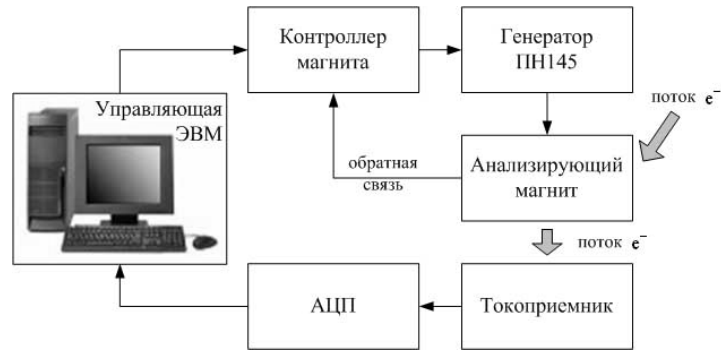 Контроллер
магнита
Генератор
ПН145
Управляющая
ЭВМ
поток e⁻
обратная
связь
Анализирующий
магнит
поток e⁻
АЦП
Токоприемник